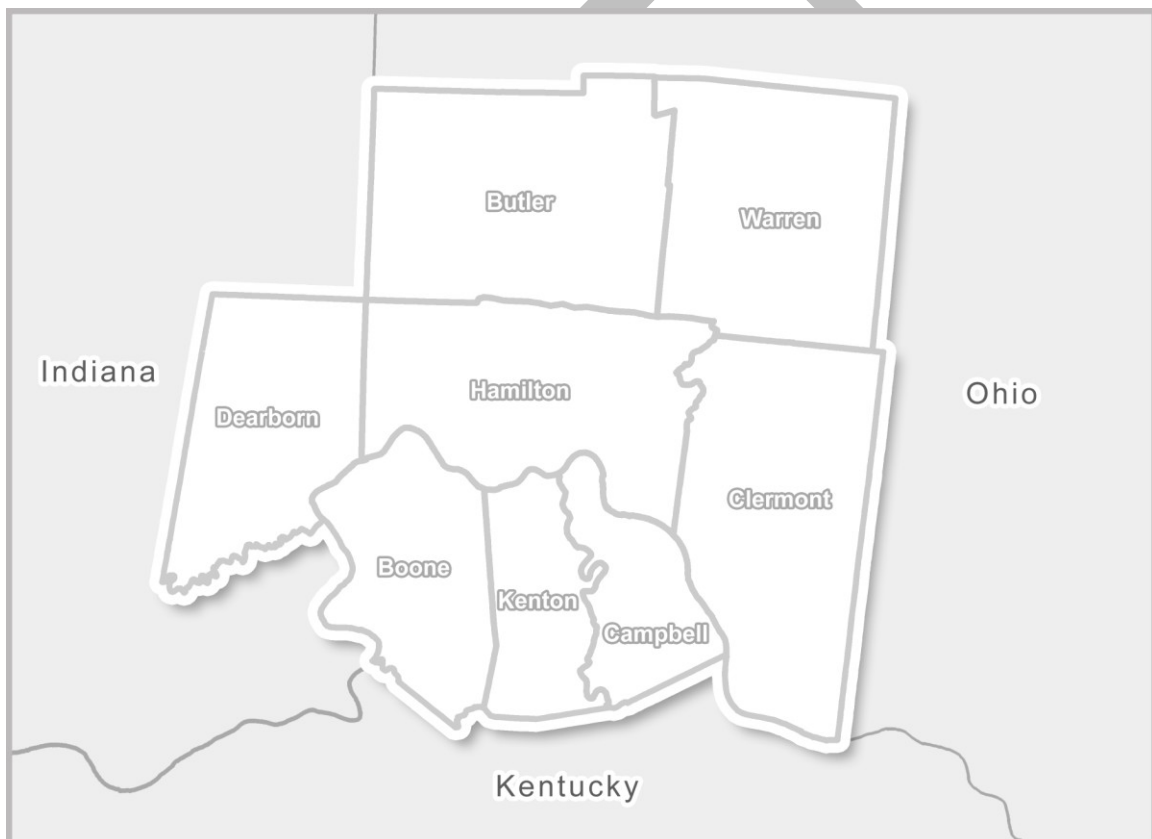 Butler
Warren
Indiana
Hamilton
Ohio
Dearborn
Clermont
Boone
Kenton
Campbell
Kentucky